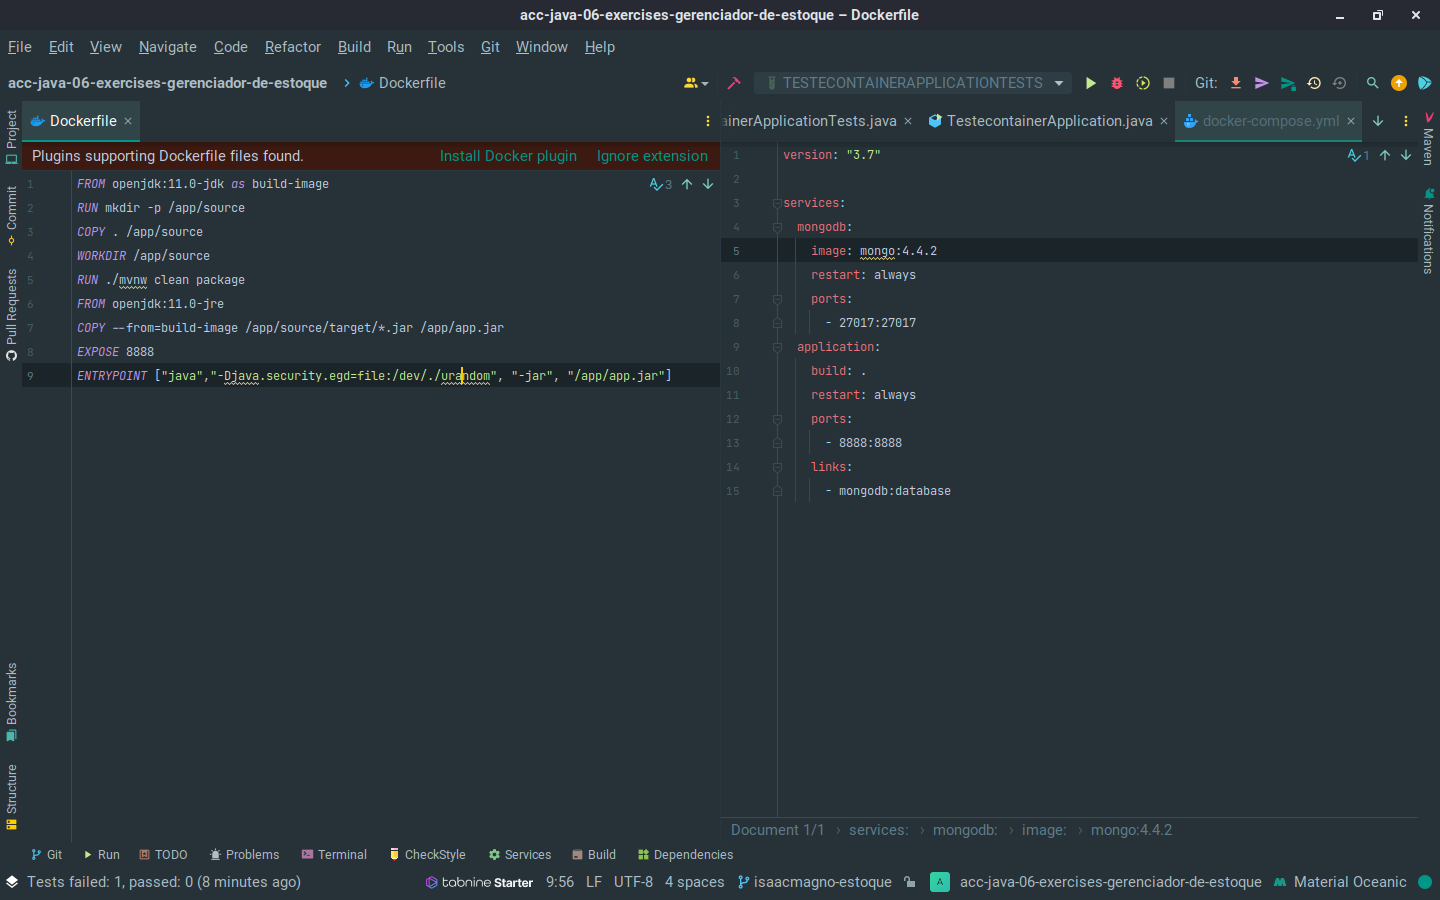 acc-java-06-exercises-gerenciador-de-estoque – Dockerfile
File Edit View Navigate Code Refactor Build Run Tools Git Window Help
acc-java-06-exercises-gerenciador-de-estoque Dockerfile
TESTECONTAINERAPPLICATIONTESTS
Git:
Project
Commit
Pull Requests
Bookmarks
Structure
Dockerfile
Plugins supporting Dockerfile files found. Install Docker plugin Ignore extension
3
1 FROM openjdk:11.0-jdk as build-image
2 RUN mkdir -p /app/source
3 COPY . /app/source
4 WORKDIR /app/source
5 RUN ./mvnw clean package
6 FROM openjdk:11.0-jre
7 COPY --from=build-image /app/source/target/*.jar /app/app.jar
8 EXPOSE 8888
9 ENTRYPOINT ["java","-Djava.security.egd=file:/dev/./urandom", "-jar", "/app/app.jar"]
ainerApplicationTests.java TestecontainerApplication.java docker-compose.yml
1
1 version: "3.7"
2
3 services:
4 mongodb:
5 image: mongo:4.4.2
6 restart: always
7 ports:
8 - 27017:27017
9 application:
10 build: .
11 restart: always
12 ports:
13 - 8888:8888
14 links:
15 - mongodb:database
Document 1/1 › services: › mongodb: › image: › mongo:4.4.2
Maven
Notifications
Git Run TODO Problems Terminal CheckStyle Services Build Dependencies
Tests failed: 1, passed: 0 (8 minutes ago)
tabnine Starter 9:56 LF UTF-8 4 spaces isaacmagno-estoque A acc-java-06-exercises-gerenciador-de-estoque Material Oceanic